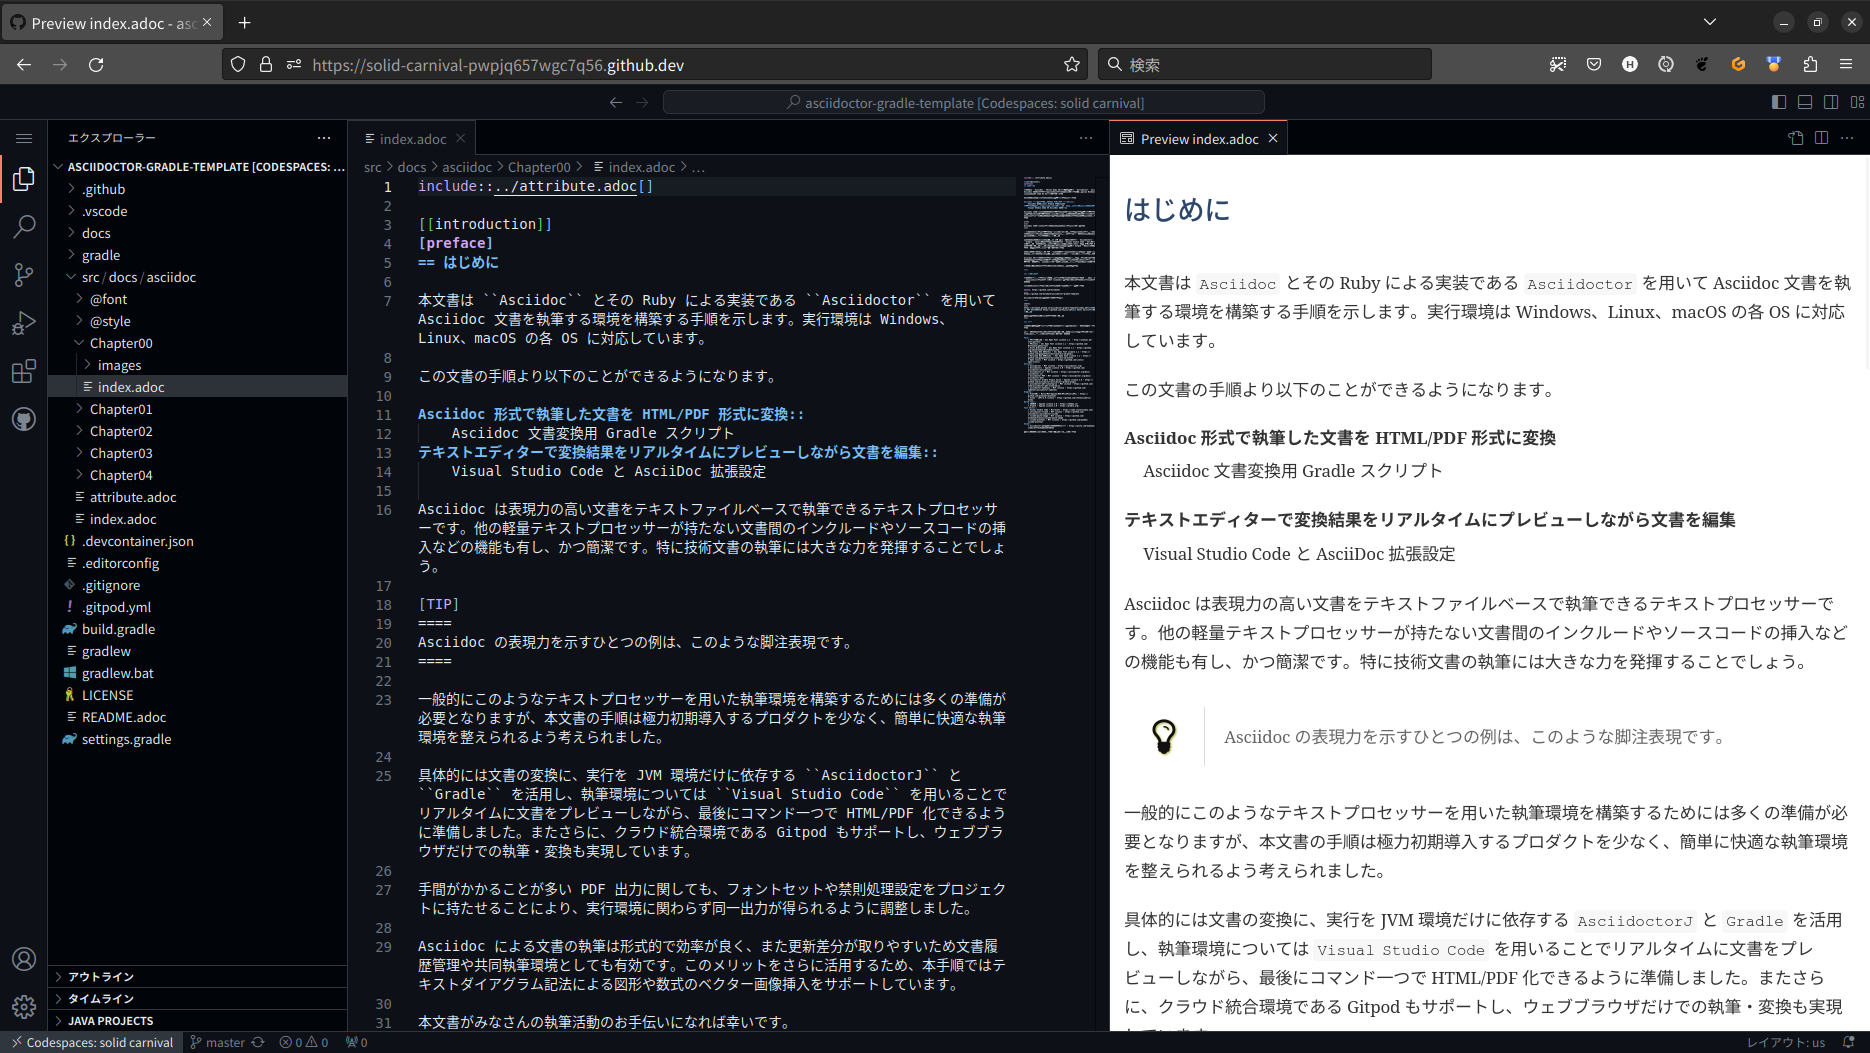 Preview index.adoc - asc
https://solid-carnival-pwpjq657wgc7q56.github.dev
検索
asciidoctor-gradle-template [Codespaces: solid carnival]
エクスプローラー
ASCIIDOCTOR-GRADLE-TEMPLATE [CODESPACES: ...
.github
.vscode
docs
gradle
src/docs/asciidoc
@font
@style
Chapter00
images
index.adoc
Chapter01
Chapter02
Chapter03
Chapter04
attribute.adoc
index.adoc
.devcontainer.json
.editorconfig
.gitignore
.gitpod.yml
build.gradle
gradlew
gradlew.bat
LICENSE
README.adoc
settings.gradle
アウトライン
タイムライン
JAVA PROJECTS
index.adoc
src > docs > asciidoc > Chapter00 > index.adoc > ...
1 include::../attribute.adoc[]
2
3 [[introduction]]
4 [preface]
5 == はじめに
6
7 本文書は ``Asciidoc`` とその Ruby による実装である ``Asciidoctor`` を用いて
Asciidoc 文書を執筆する環境を構築する手順を示します。実行環境は Windows、
Linux、macOS の各 OS に対応しています。
8
9 この文書の手順より以下のことができるようになります。
10
11 Asciidoc 形式で執筆した文書を HTML/PDF 形式に変換::
12 Asciidoc 文書変換用 Gradle スクリプト
13 テキストエディターで変換結果をリアルタイムにプレビューしながら文書を編集::
14 Visual Studio Code と AsciiDoc 拡張設定
15
16 Asciidoc は表現力の高い文書をテキストファイルベースで執筆できるテキストプロセッサ
ーです。他の軽量テキストプロセッサーが持たない文書間のインクルードやソースコードの挿
入などの機能も有し、かつ簡潔です。特に技術文書の執筆には大きな力を発揮することでしょ
う。
17
18 [TIP]
19 ====
20 Asciidoc の表現力を示すひとつの例は、このような脚注表現です。
21 ====
22
23 一般的にこのようなテキストプロセッサーを用いた執筆環境を構築するためには多くの準備が
必要となりますが、本文書の手順は極力初期導入するプロダクトを少なく、簡単に快適な執筆
環境を整えられるよう考えられました。
24
25 具体的には文書の変換に、実行を JVM 環境だけに依存する ``AsciidoctorJ`` と
``Gradle`` を活用し、執筆環境については ``Visual Studio Code`` を用いることで
リアルタイムに文書をプレビューしながら、最後にコマンド一つで HTML/PDF 化できるよう
に準備しました。またさらに、クラウド統合環境である Gitpod もサポートし、ウェブブラ
ウザだけでの執筆・変換も実現しています。
26
27 手間がかかることが多い PDF 出力に関しても、フォントセットや禁則処理設定をプロジェク
トに持たせることにより、実行環境に関わらず同一出力が得られるように調整しました。
28
29 Asciidoc による文書の執筆は形式的で効率が良く、また更新差分が取りやすいため文書履
歴管理や共同執筆環境としても有効です。このメリットをさらに活用するため、本手順ではテ
キストダイアグラム記法による図形や数式のベクター画像挿入をサポートしています。
30
31 本文書がみなさんの執筆活動のお手伝いになれば幸いです。
Preview index.adoc
はじめに
本文書は Asciidoc とその Ruby による実装である Asciidoctor を用いて Asciidoc 文書を執
筆する環境を構築する手順を示します。実行環境は Windows、Linux、macOS の各 OS に対応
しています。
この文書の手順より以下のことができるようになります。
Asciidoc 形式で執筆した文書を HTML/PDF 形式に変換
Asciidoc 文書変換用 Gradle スクリプト
テキストエディターで変換結果をリアルタイムにプレビューしながら文書を編集
Visual Studio Code と AsciiDoc 拡張設定
Asciidoc は表現力の高い文書をテキストファイルベースで執筆できるテキストプロセッサーで
す。他の軽量テキストプロセッサーが持たない文書間のインクルードやソースコードの挿入など
の機能も有し、かつ簡潔です。特に技術文書の執筆には大きな力を発揮することでしょう。
Asciidoc の表現力を示すひとつの例は、このような脚注表現です。
一般的にこのようなテキストプロセッサーを用いた執筆環境を構築するためには多くの準備が必
要となりますが、本文書の手順は極力初期導入するプロダクトを少なく、簡単に快適な執筆環境
を整えられるよう考えられました。
具体的には文書の変換に、実行を JVM 環境だけに依存する AsciidoctorJ と Gradle を活用
し、執筆環境については Visual Studio Code を用いることでリアルタイムに文書をプレ
ビューしながら、最後にコマンド一つで HTML/PDF 化できるように準備しました。またさら
に、クラウド統合環境である Gitpod もサポートし、ウェブブラウザだけでの執筆・変換も実現
Codespaces: solid carnival
master
0 0
0
レイアウト: us